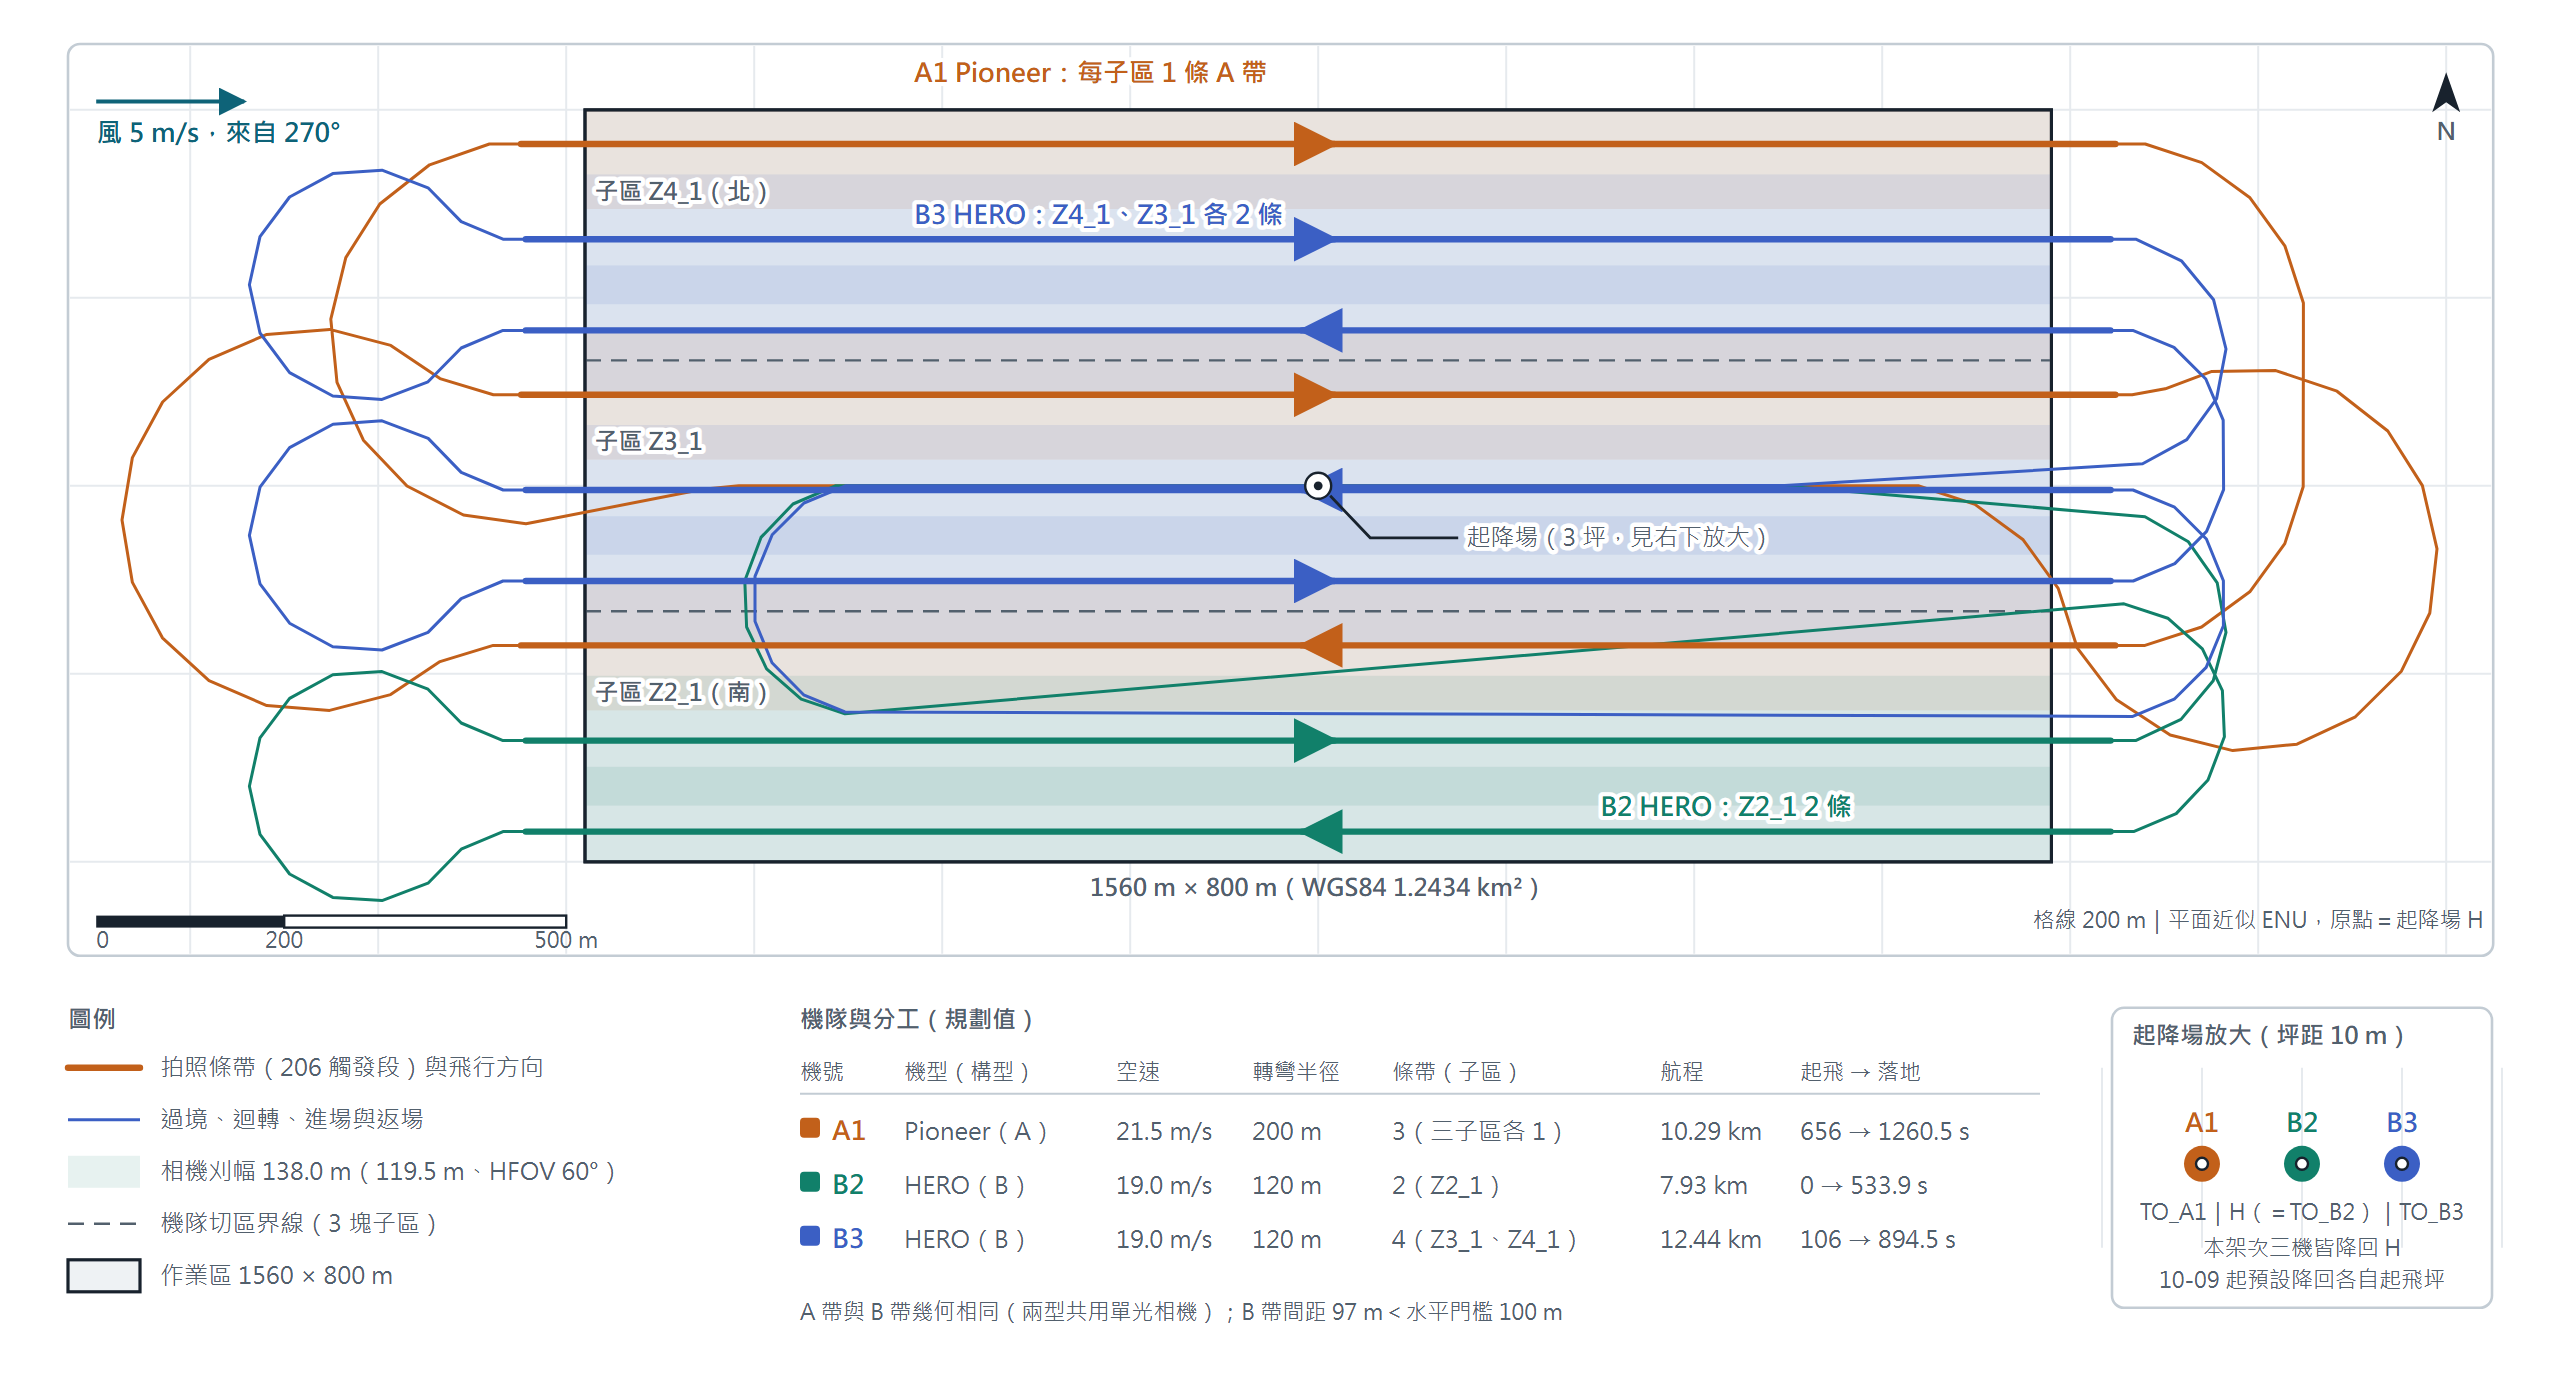 A1 Pioneer：每子區 1 條 A 帶
風 5 m/s，來自 270°
N
子區 Z4_1（北）
B3 HERO：Z4_1、Z3_1 各 2 條
子區 Z3_1
起降場（3 坪，見右下放大）
子區 Z2_1（南）
B2 HERO：Z2_1 2 條
1560 m × 800 m（WGS84 1.2434 km²）
0 200 500 m
格線 200 m｜平面近似 ENU，原點＝起降場 H
圖例
拍照條帶（206 觸發段）與飛行方向
過境、迴轉、進場與返場
相機刈幅 138.0 m（119.5 m、HFOV 60°）
機隊切區界線（3 塊子區）
作業區 1560 × 800 m
機隊與分工（規劃值）
機號 機型（構型） 空速 轉彎半徑 條帶（子區） 航程 起飛 → 落地
A1 Pioneer（A） 21.5 m/s 200 m 3（三子區各 1） 10.29 km 656 → 1260.5 s
B2 HERO（B） 19.0 m/s 120 m 2（Z2_1） 7.93 km 0 → 533.9 s
B3 HERO（B） 19.0 m/s 120 m 4（Z3_1、Z4_1） 12.44 km 106 → 894.5 s
A 帶與 B 帶幾何相同（兩型共用單光相機）；B 帶間距 97 m < 水平門檻 100 m
起降場放大（坪距 10 m）
A1 B2 B3
TO_A1｜H（＝TO_B2）｜TO_B3
本架次三機皆降回 H
10-09 起預設降回各自起飛坪